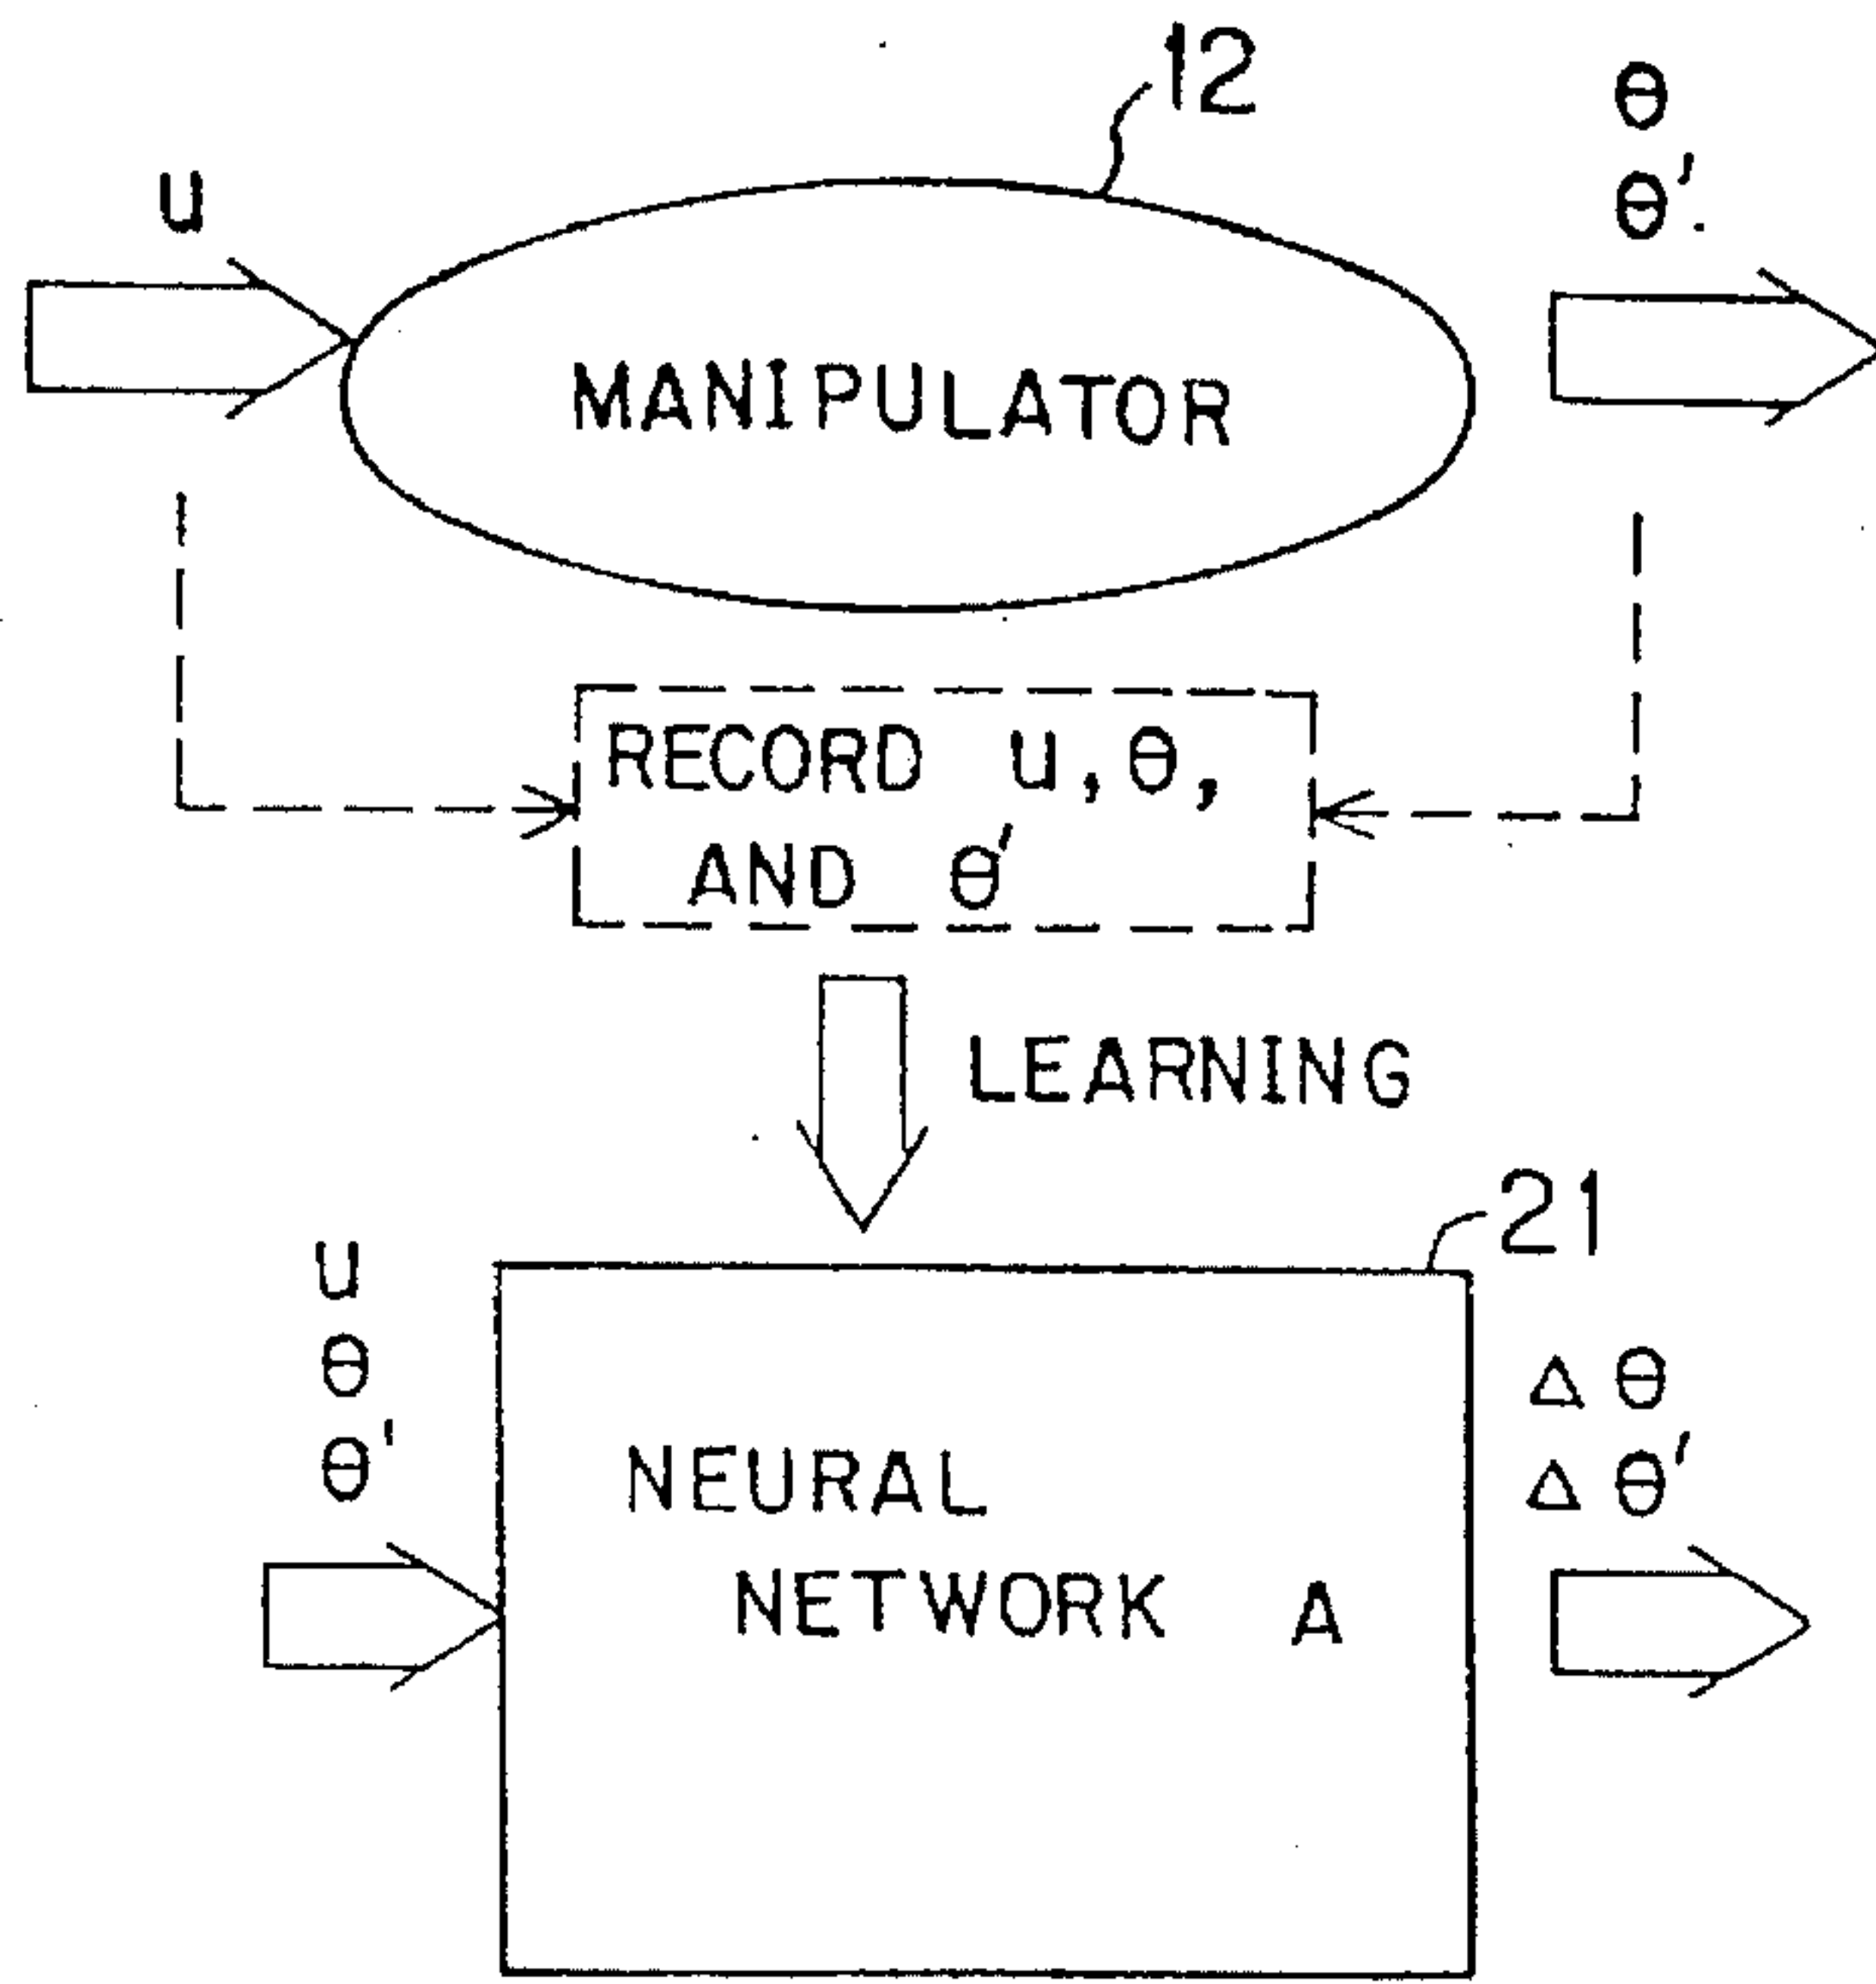 12
θ
u
θ'.
MANIPULATOR
RECORD u, θ,
AND θ'
LEARNING
21
u
θ
θ'
Δθ
Δθ'
NEURAL
NETWORK A